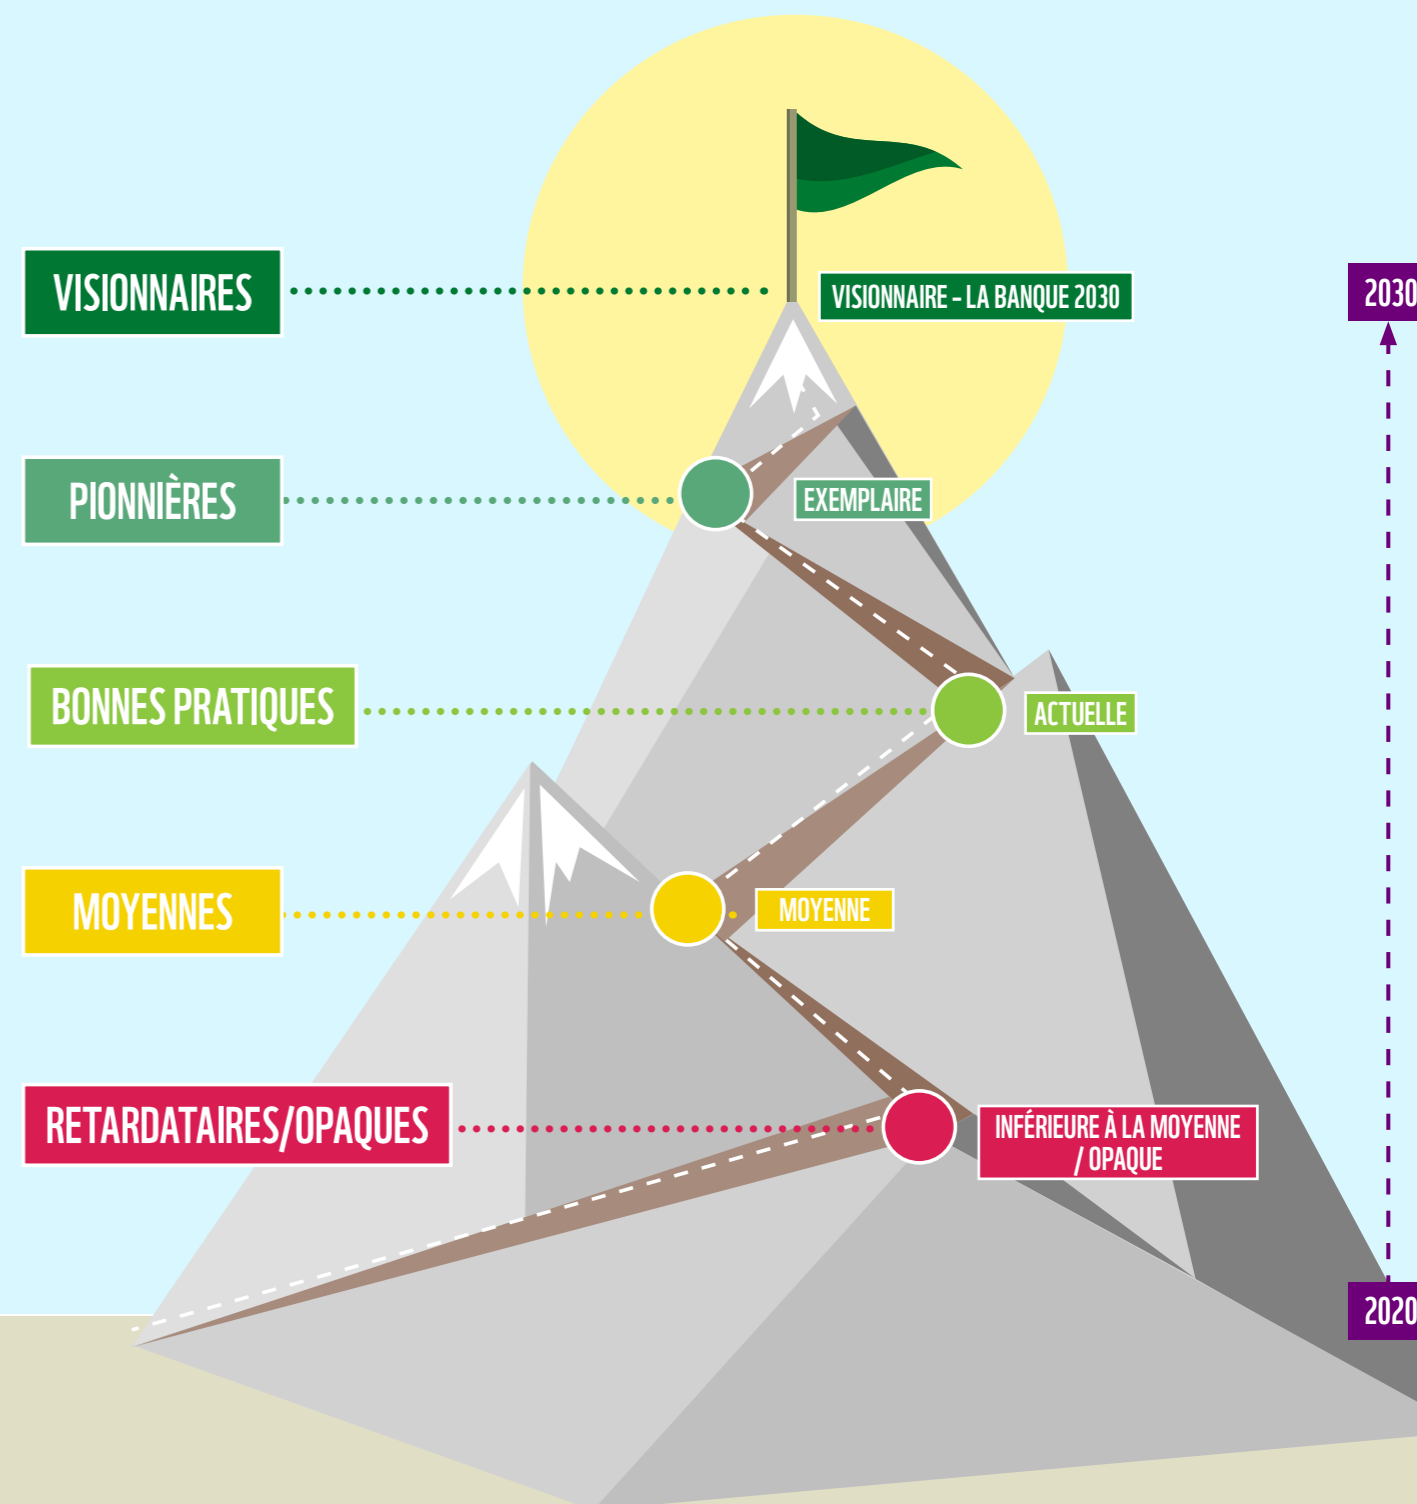 VISIONNAIRES
VISIONNAIRE – LA BANQUE 2030
2030
PIONNIÈRES
EXEMPLAIRE
BONNES PRATIQUES
ACTUELLE
MOYENNES
MOYENNE
RETARDATAIRES/OPAQUES
INFÉRIEURE À LA MOYENNE
/ OPAQUE
2020